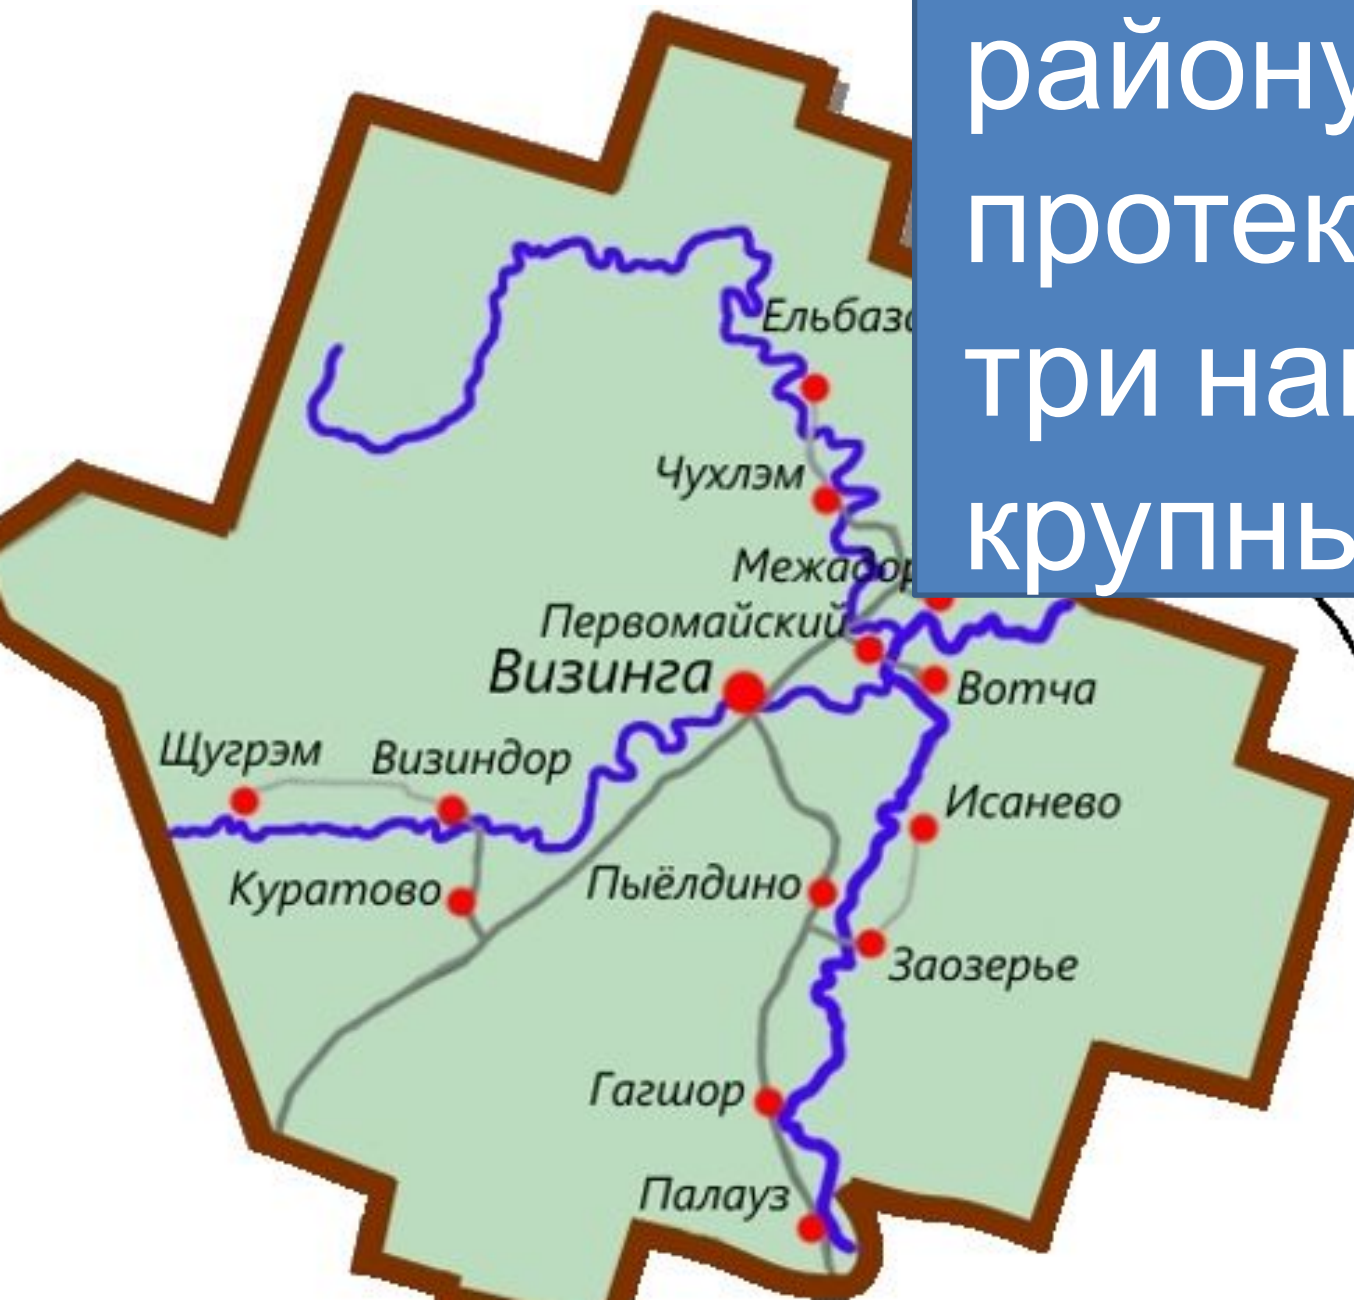 району
протек
три на
крупны
Ельбаз
Чухлэм
Межадор
Первомайский
Визинга
Вотча
Щугрэм
Визиндор
Исанево
Куратово
Пыёлдино
Заозерье
Гагшор
Палауз